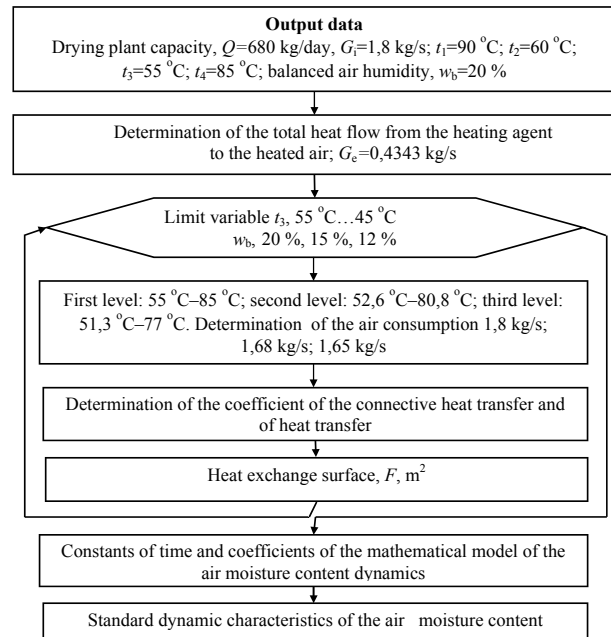 Output data
Drying plant capacity, Q=680 kg/day, Gi=1,8 kg/s; t1=90 °C; t2=60 °C;
t3=55 °C; t4=85 °C; balanced air humidity, wb=20 %
Determination of the total heat flow from the heating agent
to the heated air; Ge=0,4343 kg/s
Limit variable t3, 55 °C…45 °C
wb, 20 %, 15 %, 12 %
First level: 55 °C–85 °C; second level: 52,6 °C–80,8 °C; third level:
51,3 °C–77 °C. Determination of the air consumption 1,8 kg/s;
1,68 kg/s; 1,65 kg/s
Determination of the coefficient of the connective heat transfer and
of heat transfer
Heat exchange surface, F, m²
Constants of time and coefficients of the mathematical model of the
air moisture content dynamics
Standard dynamic characteristics of the air moisture content